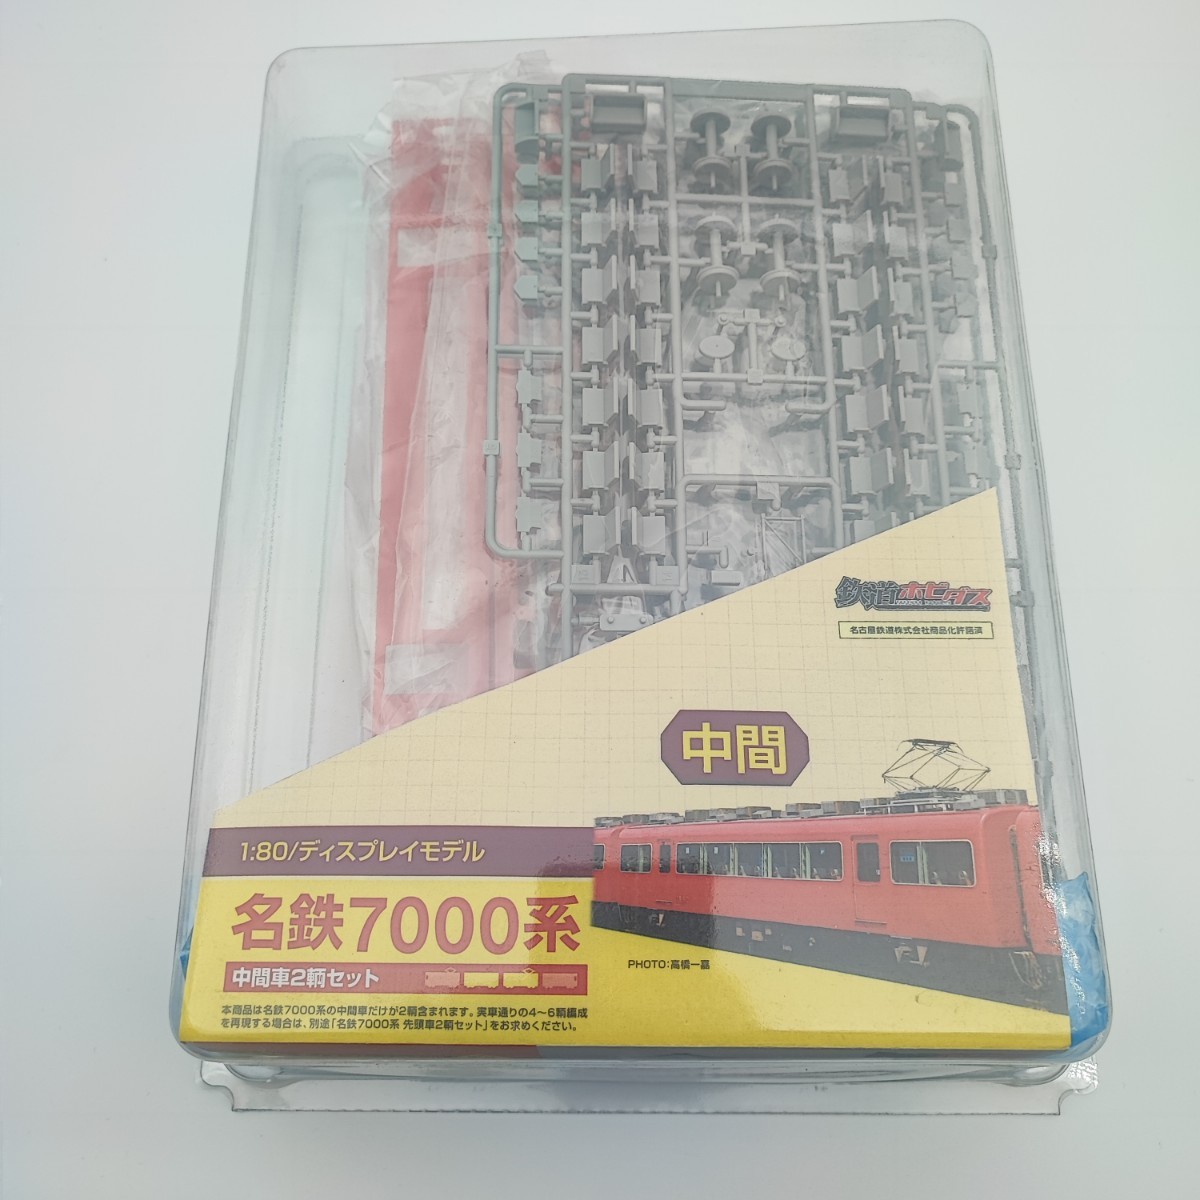 鉄道ホビダス
名古屋鉄道株式会社商品化許諾済
中間
1:80/ディスプレイモデル
名鉄7000系
中間車2輌セット
PHOTO:高橋一嘉
本商品は名鉄7000系の中間車だけが2輌含まれます。実車通りの4〜6輌編成
を再現する場合は、別途「名鉄7000系 先頭車2輌セット」をお求めください。